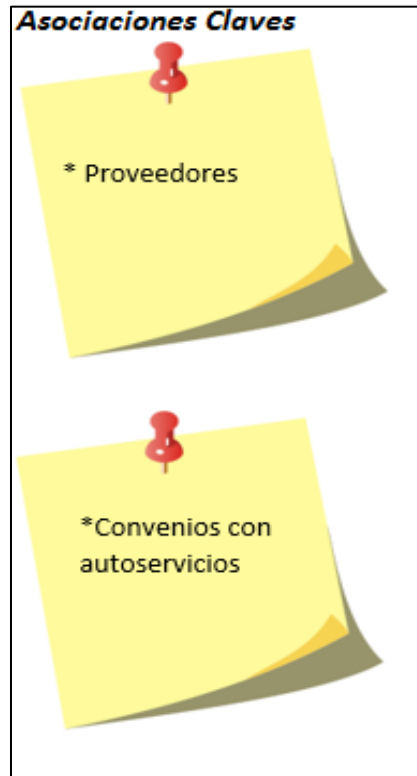 Asociaciones Claves
* Proveedores
*Convenios con
autoservicios